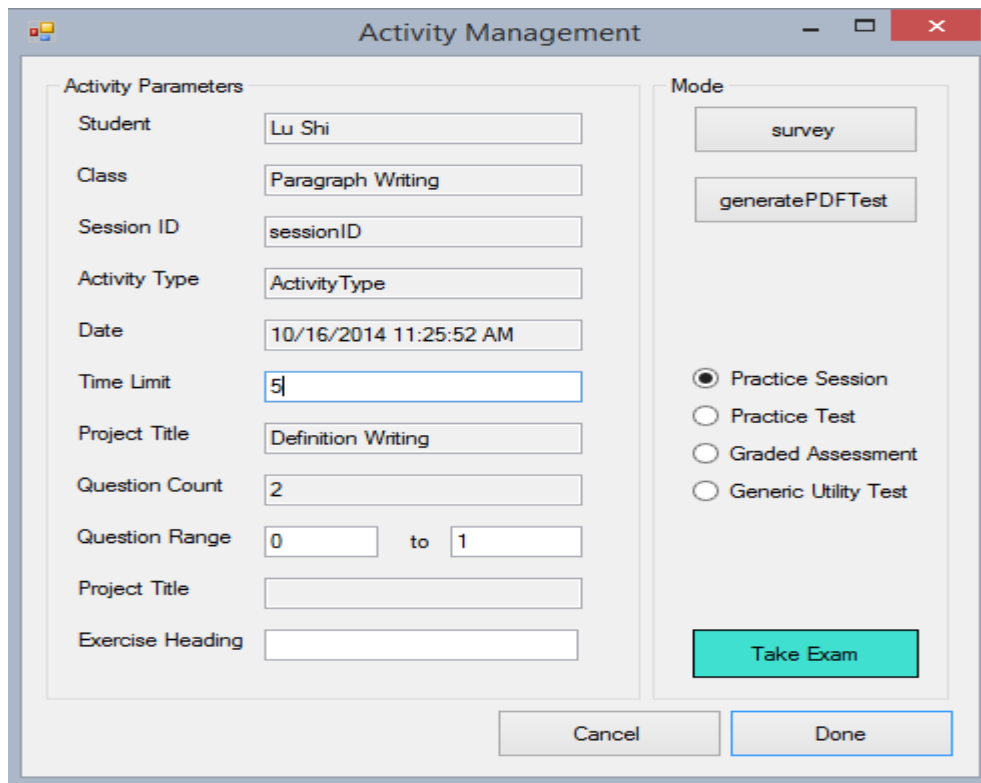 Activity Management
Activity Parameters
Student
Lu Shi
Class
Paragraph Writing
Session ID
sessionID
Activity Type
ActivityType
Date
10/16/2014 11:25:52 AM
Time Limit
5
Project Title
Definition Writing
Question Count
2
Question Range
0 to 1
Project Title
Exercise Heading
Mode
survey
generatePDFTest
Practice Session
Practice Test
Graded Assessment
Generic Utility Test
Take Exam
Cancel
Done